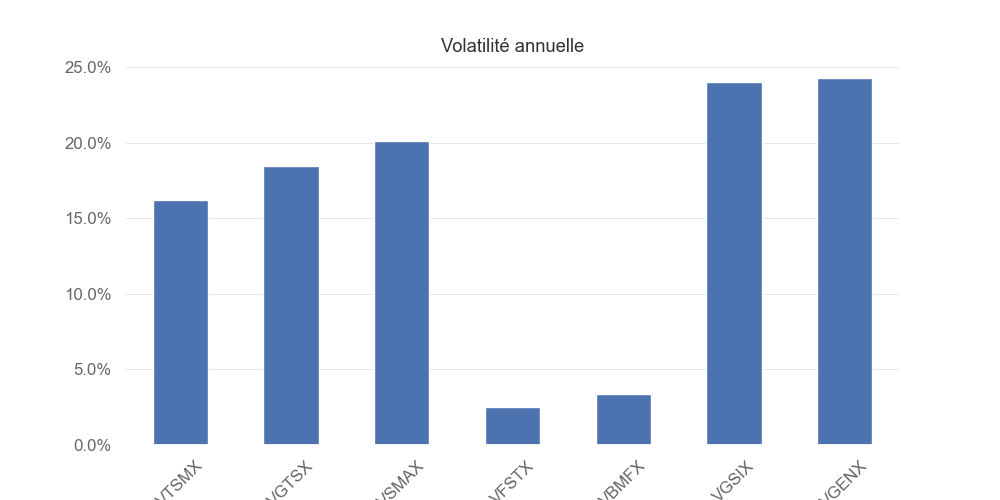 Volatilité annuelle
25.0%
20.0%
15.0%
10.0%
5.0%
0.0%
VTSMX
VGTSX
VSMAX
VFSTX
VBMFX
VGSIX
VGENX